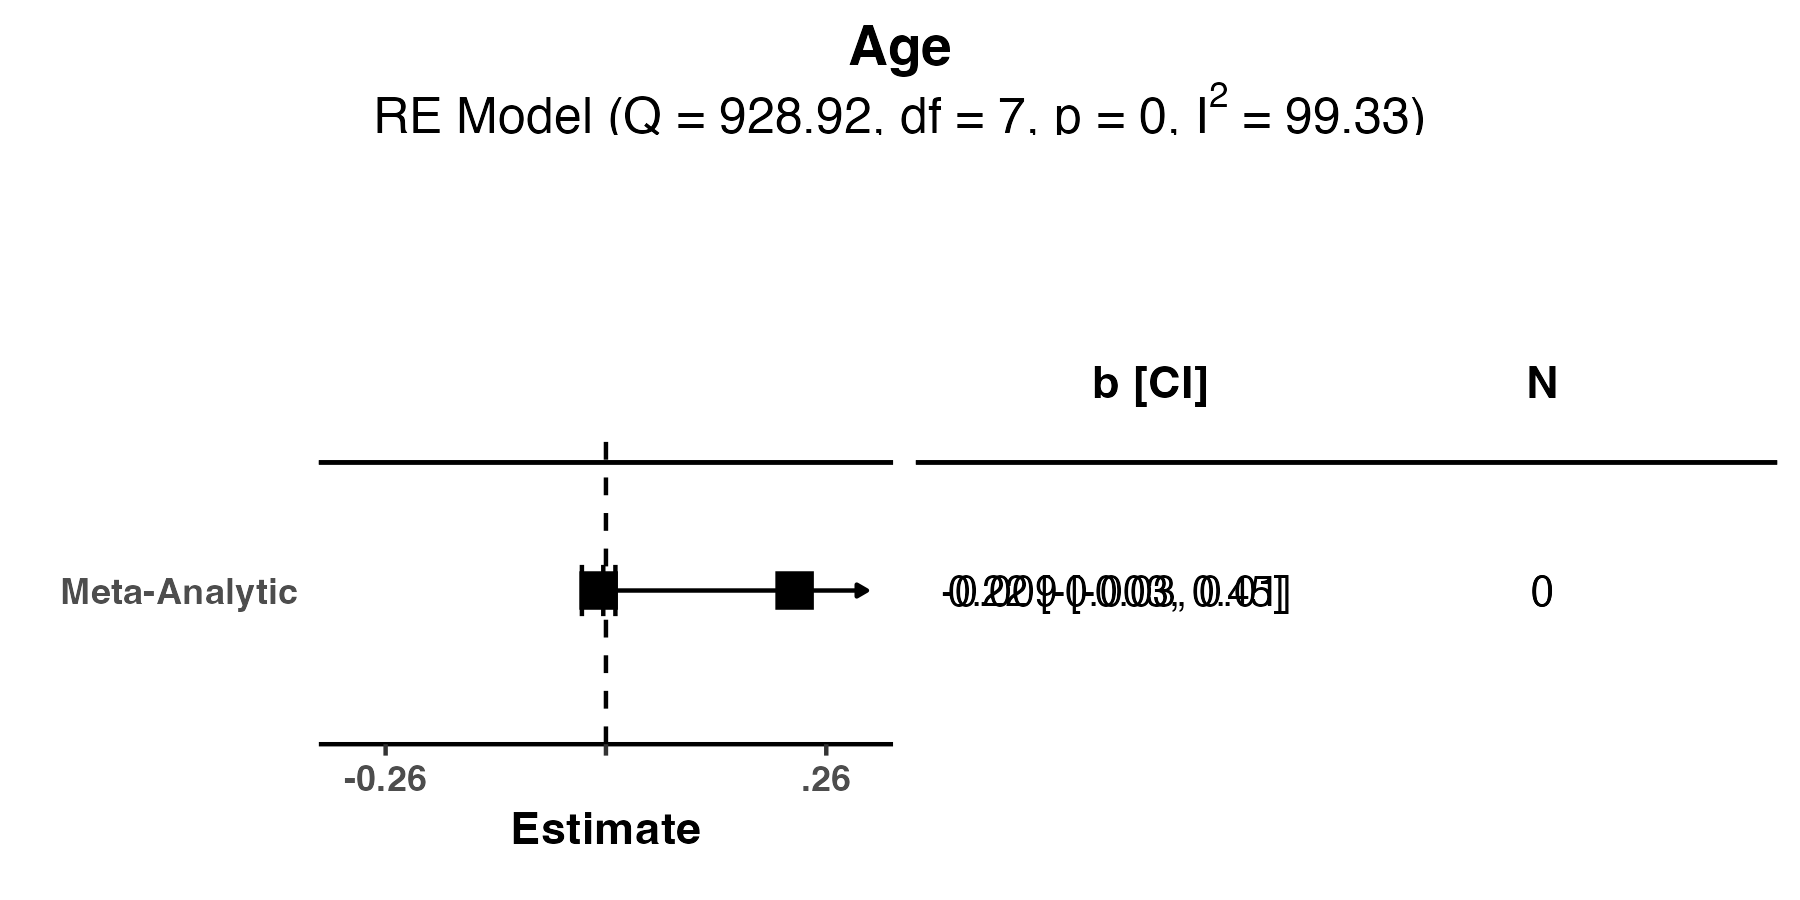 Age
RE Model (Q = 928.92, df = 7, p = 0, I² = 99.33)
b [CI] N
Meta-Analytic 0
-0.26 .26
Estimate